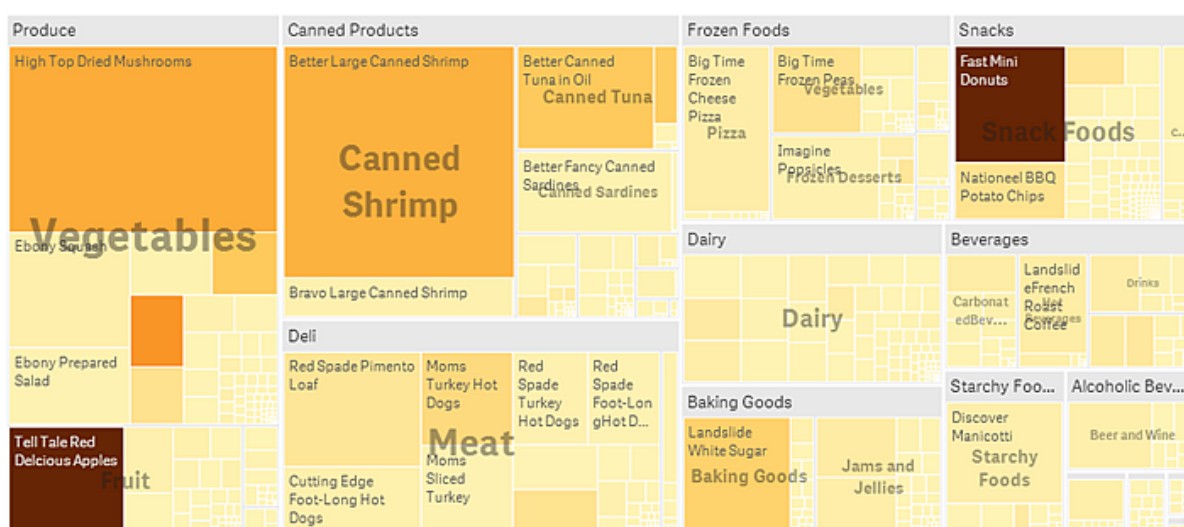 Produce
High Top Dried Mushrooms
Vegetables
Ebony Squash
Ebony Prepared
Salad
Tell Tale Red
Delcious Apples
Fruit
Canned Products
Better Large Canned Shrimp
Canned
Shrimp
Bravo Large Canned Shrimp
Better Canned
Tuna in Oil
Canned Tuna
Better Fancy Canned
Sardines
Canned Sardines
Deli
Red Spade Pimento
Loaf
Cutting Edge
Foot-Long Hot
Dogs
Moms
Turkey Hot
Dogs
Meat
Moms
Sliced
Turkey
Red
Spade
Turkey
Hot Dogs
Red
Spade
Foot-Lon
gHot D...
Frozen Foods
Big Time
Frozen
Cheese
Pizza
Pizza
Big Time
Frozen Peas
Vegetables
Imagine
Popsicles
Frozen Desserts
Dairy
Dairy
Baking Goods
Landslide
White Sugar
Baking Goods
Jams and
Jellies
Snacks
Fast Mini
Donuts
Snack Foods
C...
Nationeel BBQ
Potato Chips
Beverages
Carbonat
edBev...
Landslid
eFrench
Roast
Coffee
Hot
Beverages
Drinks
Starchy Foo...
Discover
Manicotti
Starchy
Foods
Alcoholic Bev...
Beer and Wine